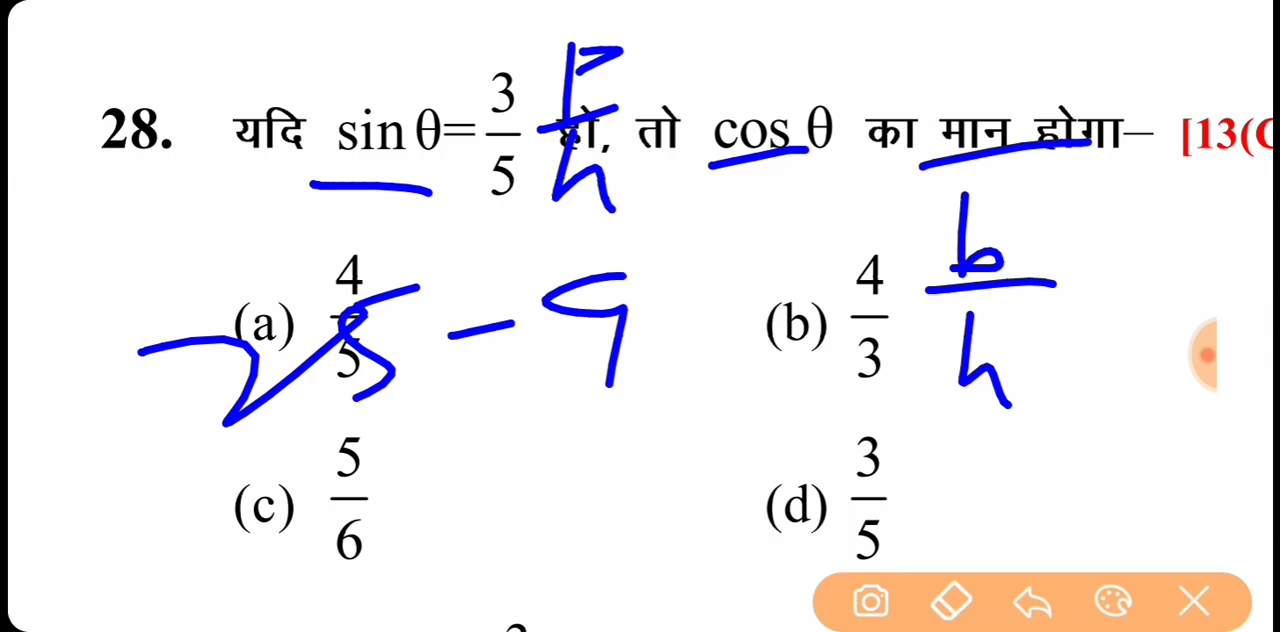 28. यदि sin θ = 3/5 हो, तो cos θ का मान होगा– [13(
p/h
b/h
(a) 4/5 (b) 4/3
25 – 9
(c) 5/6 (d) 3/5